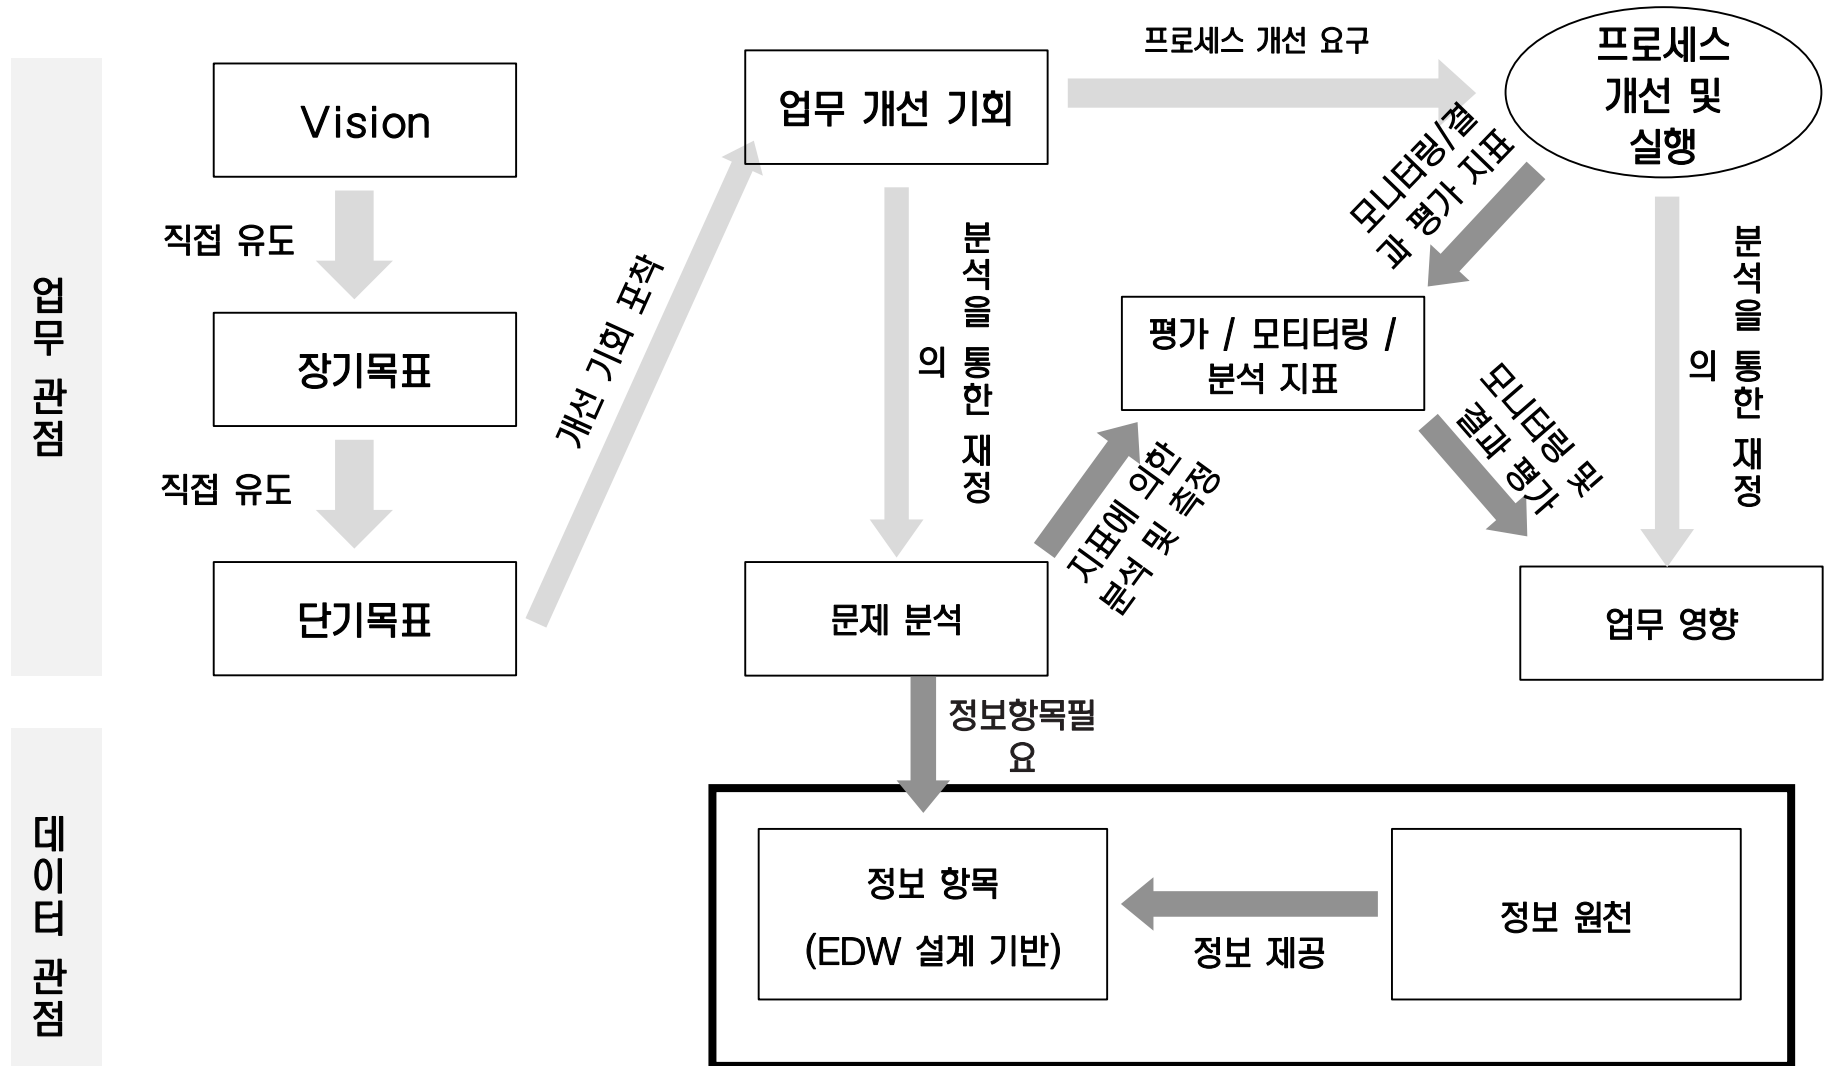 업무 관점
Vision
직접 유도
장기목표
직접 유도
단기목표
개선 기회 포착
업무 개선 기회
프로세스 개선 요구
프로세스
개선 및
실행
모니터링/결
과 평가 지표
분석을 통한 재정
의
평가 / 모티터링 /
분석 지표
지표에 의한
분석 및 측정
모니터링 및
결과 평가
분석을 통한 재정
의
문제 분석
업무 영향
정보항목필
요
데이터 관점
정보 항목
(EDW 설계 기반)
정보 제공
정보 원천